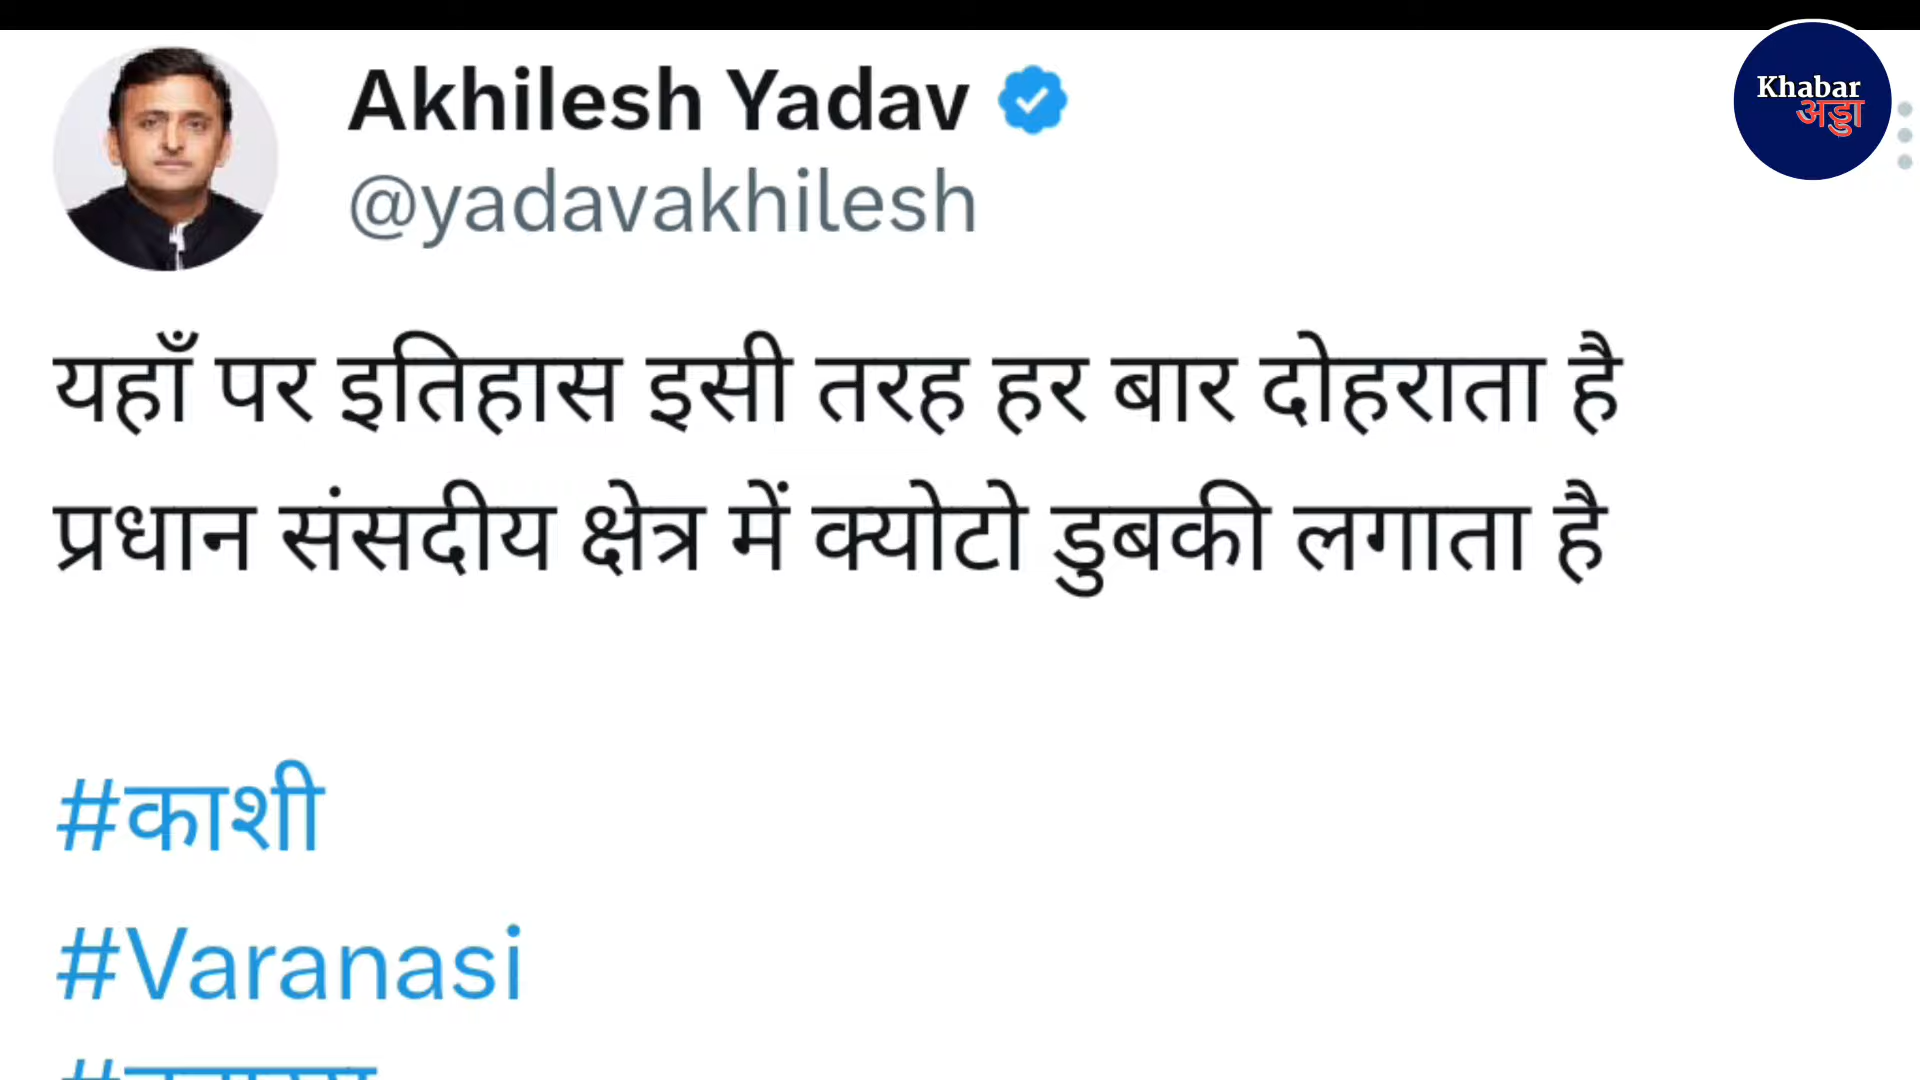 Akhilesh Yadav
@yadavakhilesh
Khabar
अड्डा
यहाँ पर इतिहास इसी तरह हर बार दोहराता है
प्रधान संसदीय क्षेत्र में क्योटो डुबकी लगाता है
#काशी
#Varanasi